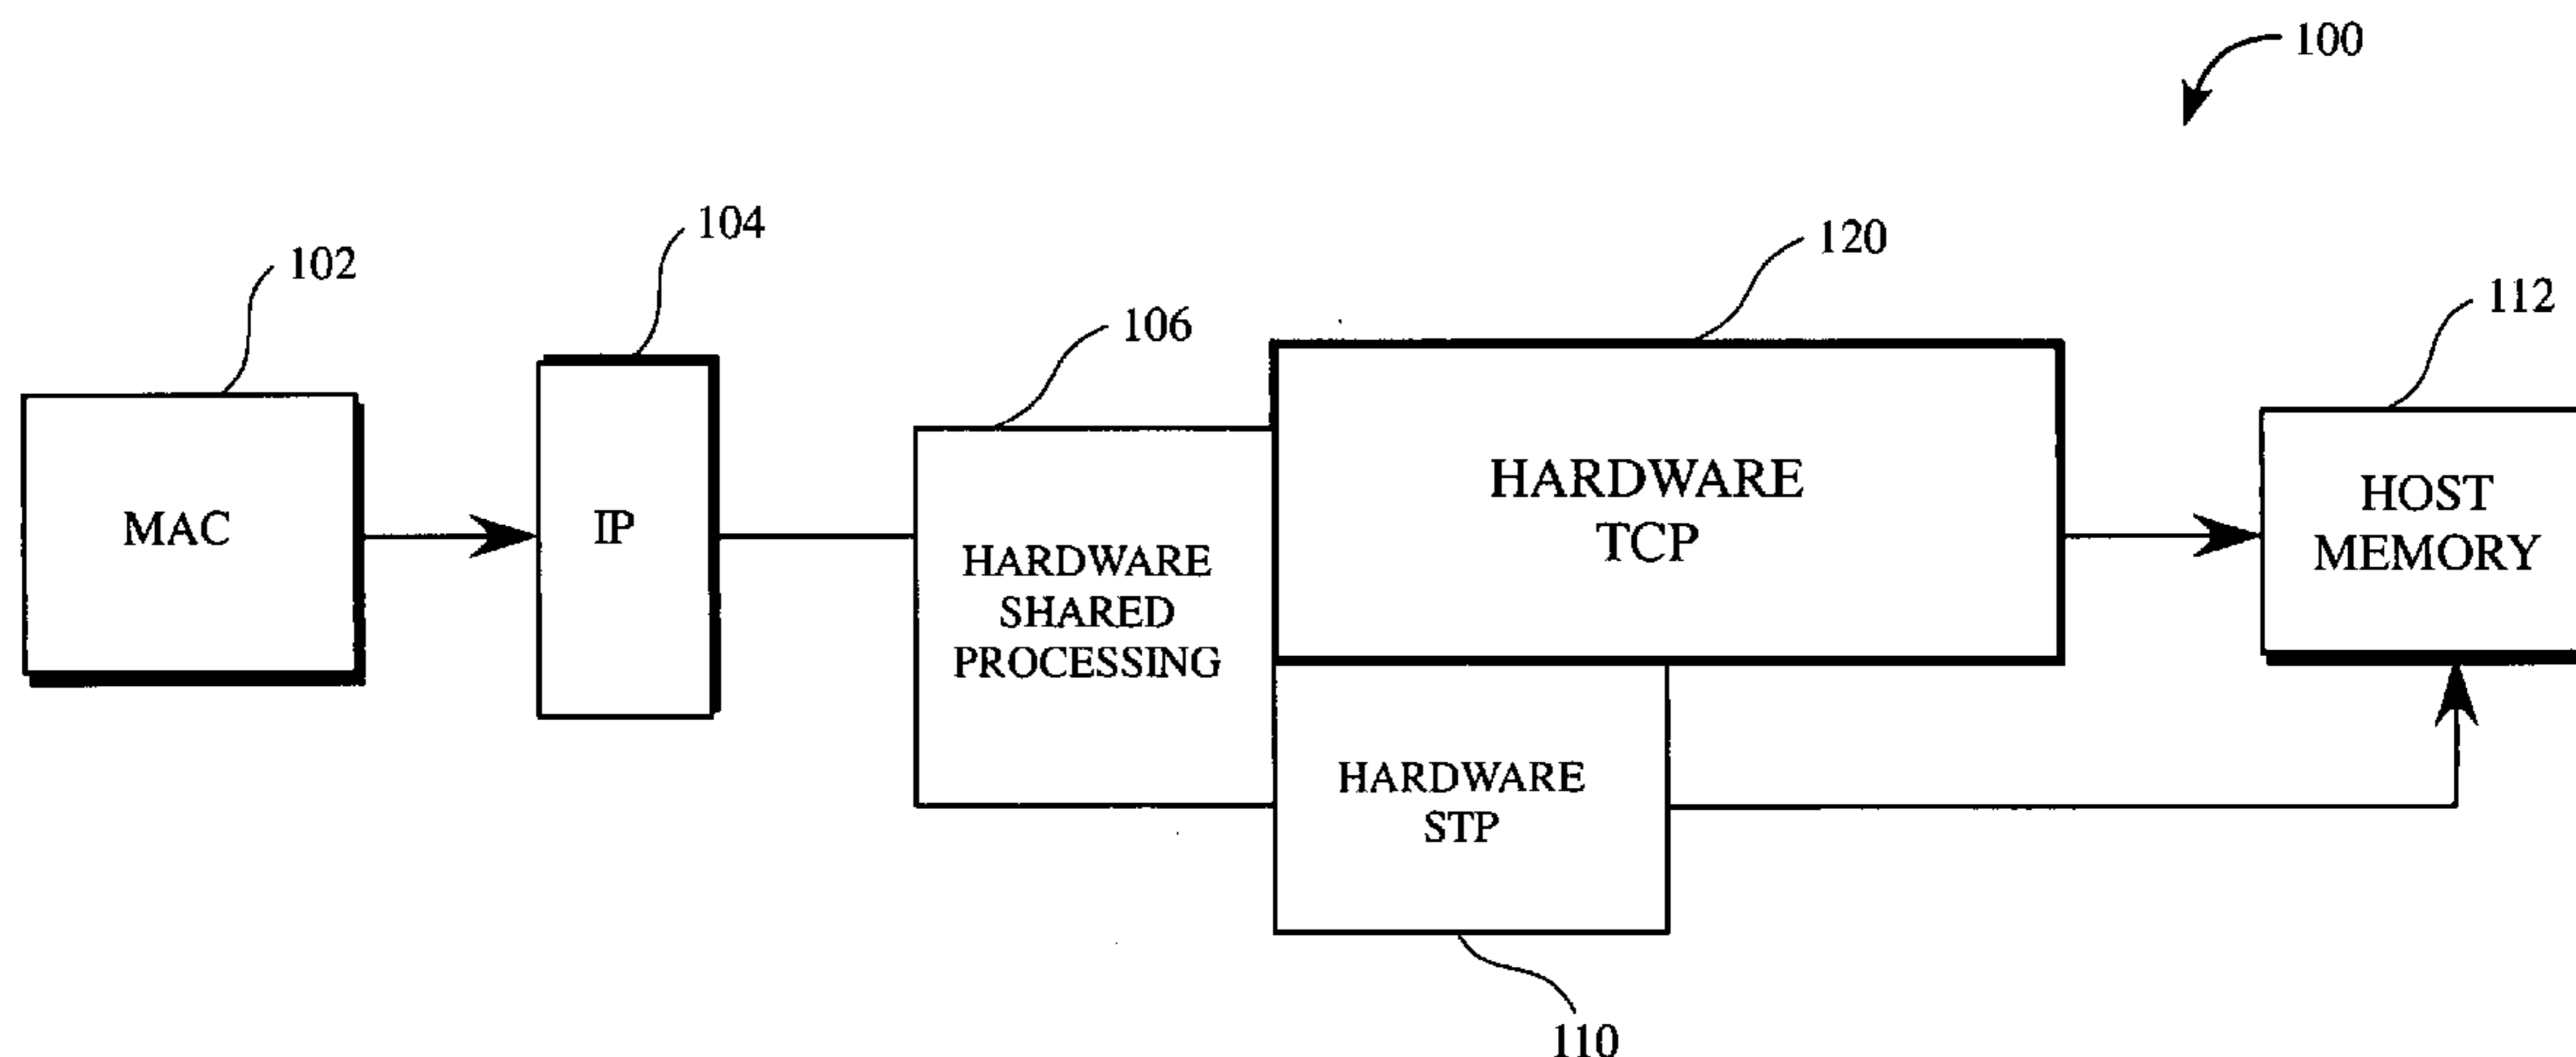 100
104
120
102
112
106
MAC
IP
HARDWARE
TCP
HOST
MEMORY
HARDWARE
SHARED
PROCESSING
HARDWARE
STP
110